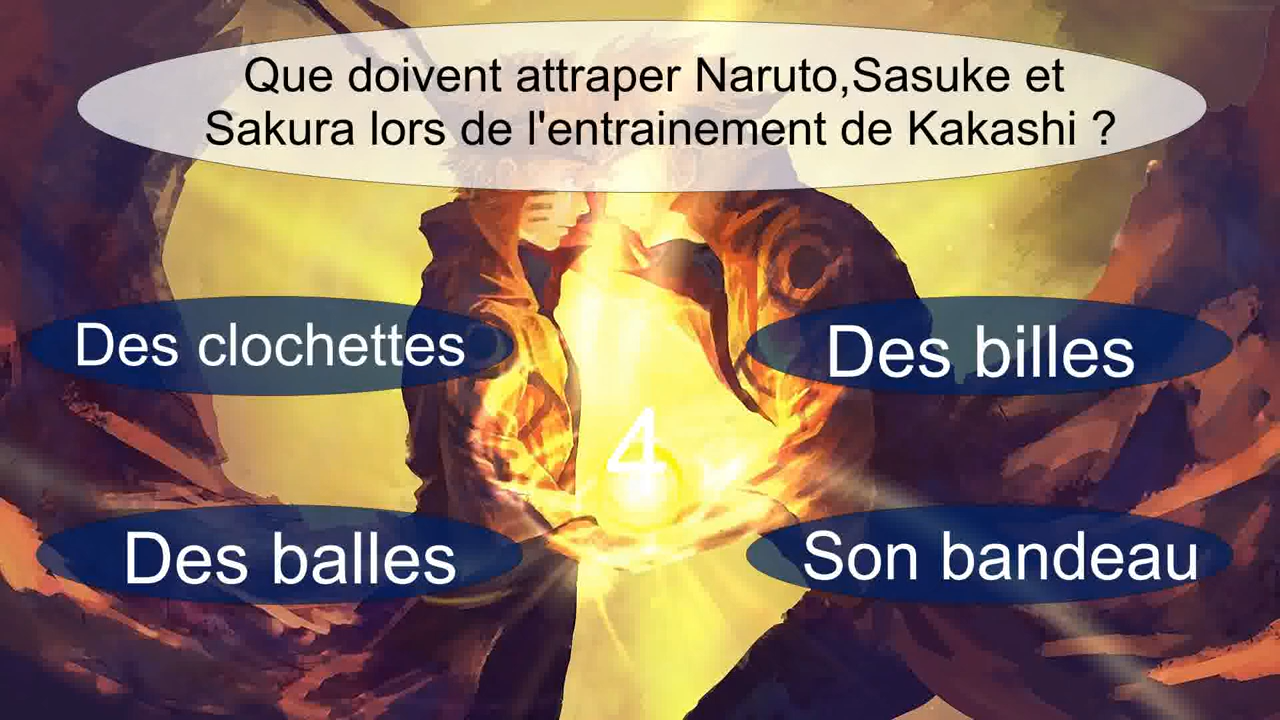 Que doivent attraper Naruto,Sasuke et
Sakura lors de l'entrainement de Kakashi ?
Des clochettes
Des billes
4
Des balles
Son bandeau